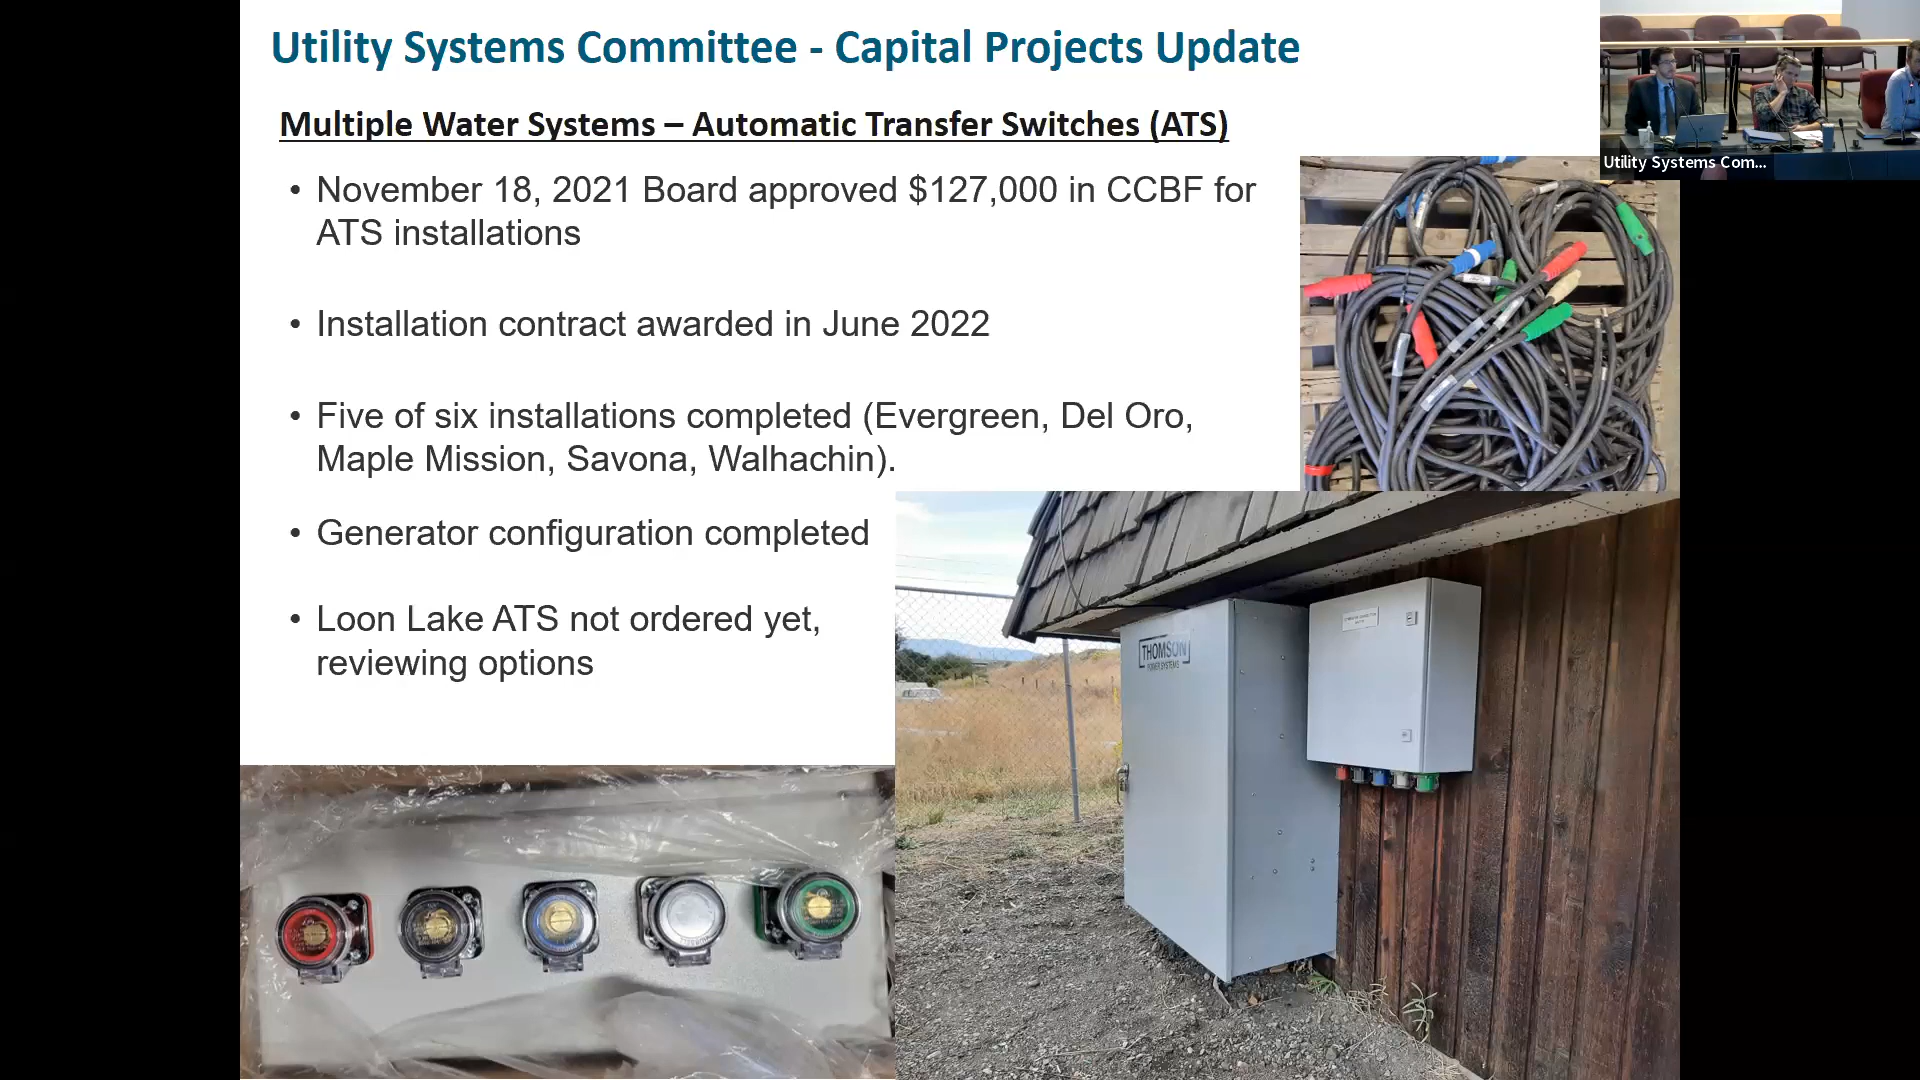 Utility Systems Committee - Capital Projects Update
Multiple Water Systems – Automatic Transfer Switches (ATS)
• November 18, 2021 Board approved $127,000 in CCBF for
ATS installations
• Installation contract awarded in June 2022
• Five of six installations completed (Evergreen, Del Oro,
Maple Mission, Savona, Walhachin).
• Generator configuration completed
• Loon Lake ATS not ordered yet,
reviewing options
Utility Systems Com...
THOMSON
POWER SYSTEMS